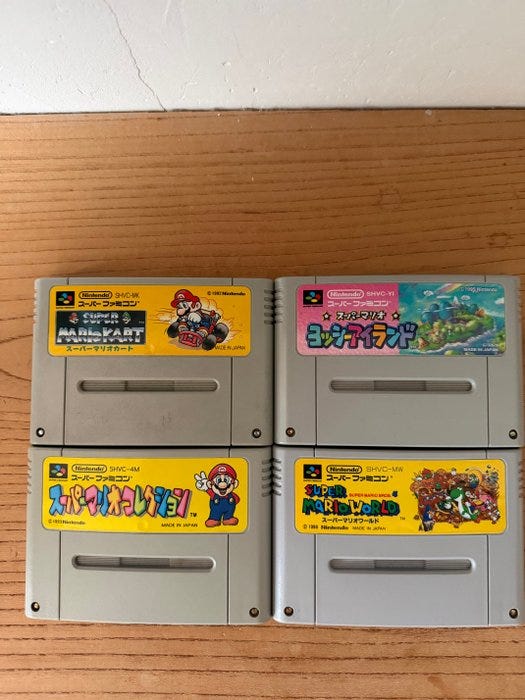 Nintendo SHVC-MK
スーパーファミコン
© 1992 Nintendo
SUPER
MARIOKART
スーパーマリオカート
MADE IN JAPAN
Nintendo SHVC-YI
スーパーファミコン
© 1995 Nintendo
スーパーマリオ
ヨッシーアイランド
MADE IN JAPAN
Nintendo SHVC-4M
スーパーファミコン
スーパーマリオコレクション TM
© 1993 Nintendo
MADE IN JAPAN
Nintendo SHVC-MW
スーパーファミコン
SUPER SUPER MARIO BROS. 4
MARIO WORLD TM
スーパーマリオワールド
© 1990 Nintendo
MADE IN JAPAN